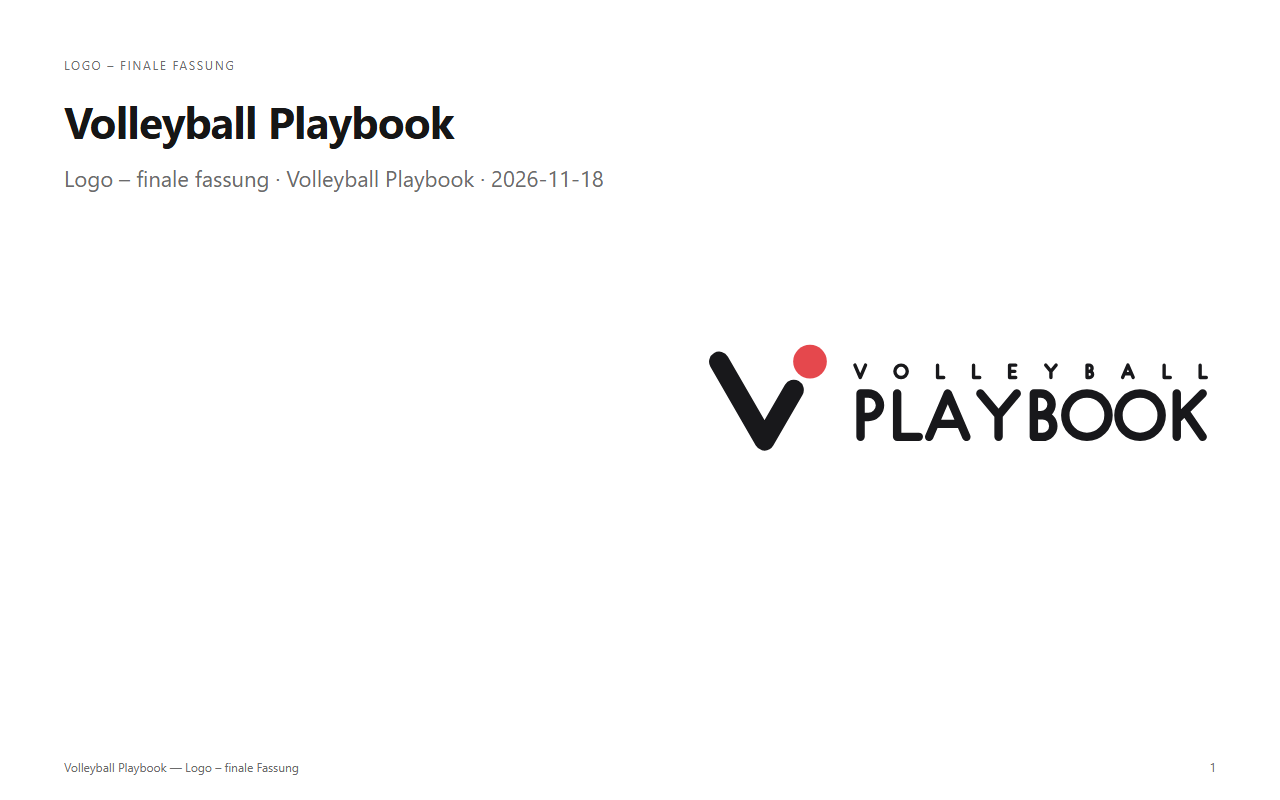 LOGO – FINALE FASSUNG
Volleyball Playbook
Logo – finale fassung · Volleyball Playbook · 2026-11-18
VOLLEYBALL
PLAYBOOK
Volleyball Playbook — Logo – finale Fassung
1